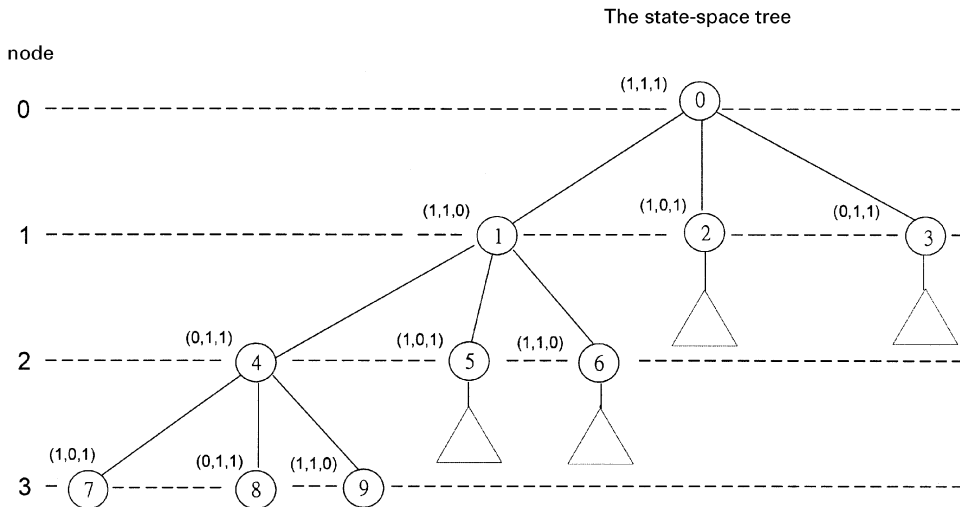 The state-space tree
node
(1,1,1)
0 0
(1,1,0) (1,0,1) (0,1,1)
1 1 2 3
(0,1,1) (1,0,1) (1,1,0)
2 4 5 6
(1,0,1) (0,1,1) (1,1,0)
3 7 8 9